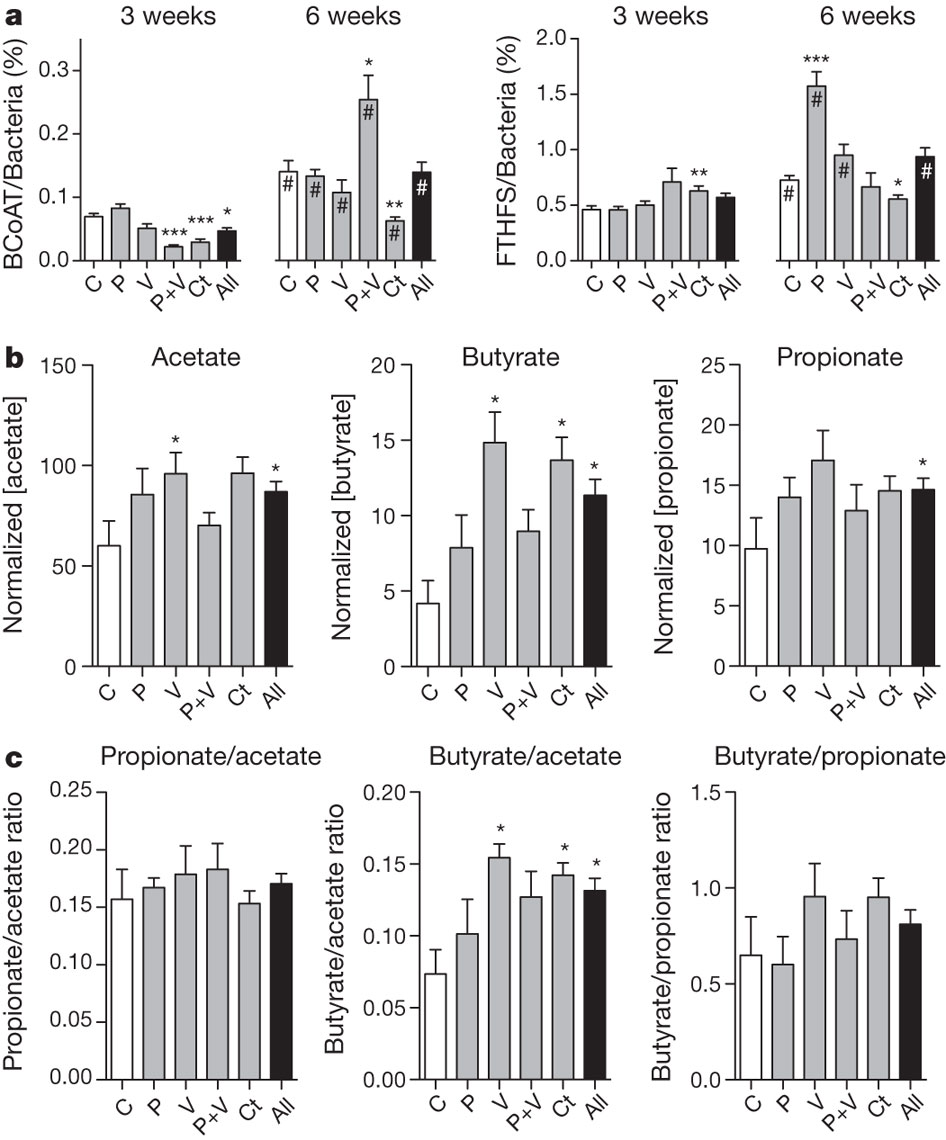 a 3 weeks 6 weeks 3 weeks 6 weeks
BCoAT/Bacteria (%)
0.3
0.2
0.1
0.0
*** *** *
C P V P+V Ct All
* **
# # # # # #
C P V P+V Ct All
FTHFS/Bacteria (%)
2.0
1.5
1.0
0.5
0.0
**
C P V P+V Ct All
*** *
# # # #
C P V P+V Ct All
b Acetate Butyrate Propionate
Normalized [acetate]
150
100
50
0
* *
C P V P+V Ct All
Normalized [butyrate]
20
15
10
5
0
* * *
C P V P+V Ct All
Normalized [propionate]
25
20
15
10
5
0
*
C P V P+V Ct All
c Propionate/acetate Butyrate/acetate Butyrate/propionate
Propionate/acetate ratio
0.25
0.20
0.15
0.10
0.05
0.00
C P V P+V Ct All
Butyrate/acetate ratio
0.20
0.15
0.10
0.05
0.00
* * *
C P V P+V Ct All
Butyrate/propionate ratio
1.5
1.0
0.5
0.0
C P V P+V Ct All